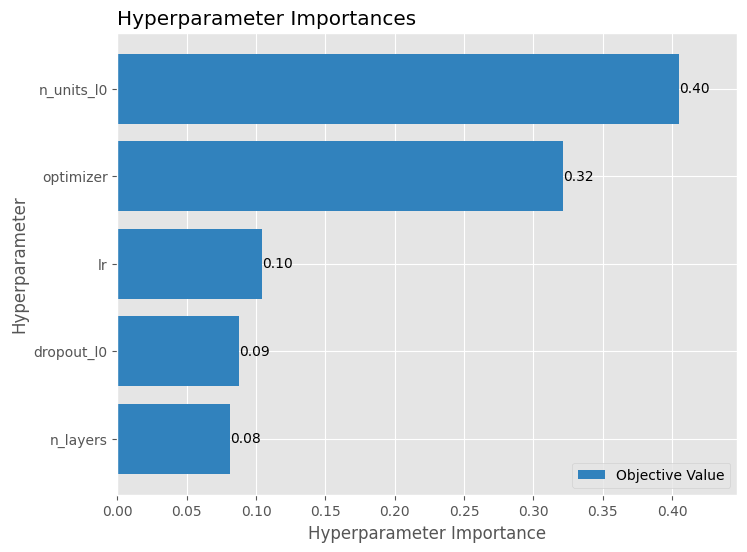 Hyperparameter Importances
n_units_l0
0.40
optimizer
0.32
lr
0.10
dropout_l0
0.09
n_layers
0.08
Hyperparameter
Objective Value
0.00 0.05 0.10 0.15 0.20 0.25 0.30 0.35 0.40
Hyperparameter Importance